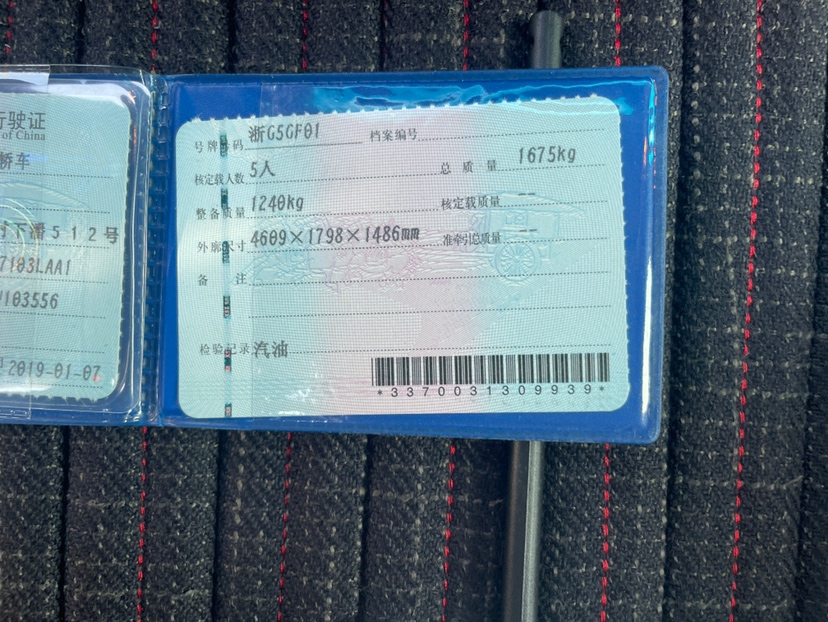 行驶证
of China
轿车
下潘512号
7103LAA1
103556
2019-01-07
号牌号码 浙G5GF01 档案编号
核定载人数 5人 总质量 1675kg
整备质量 1240kg 核定载质量 --
外廓尺寸 4609×1798×1486mm 准牵引总质量 --
备注
检验记录 汽油
*3370031309939*